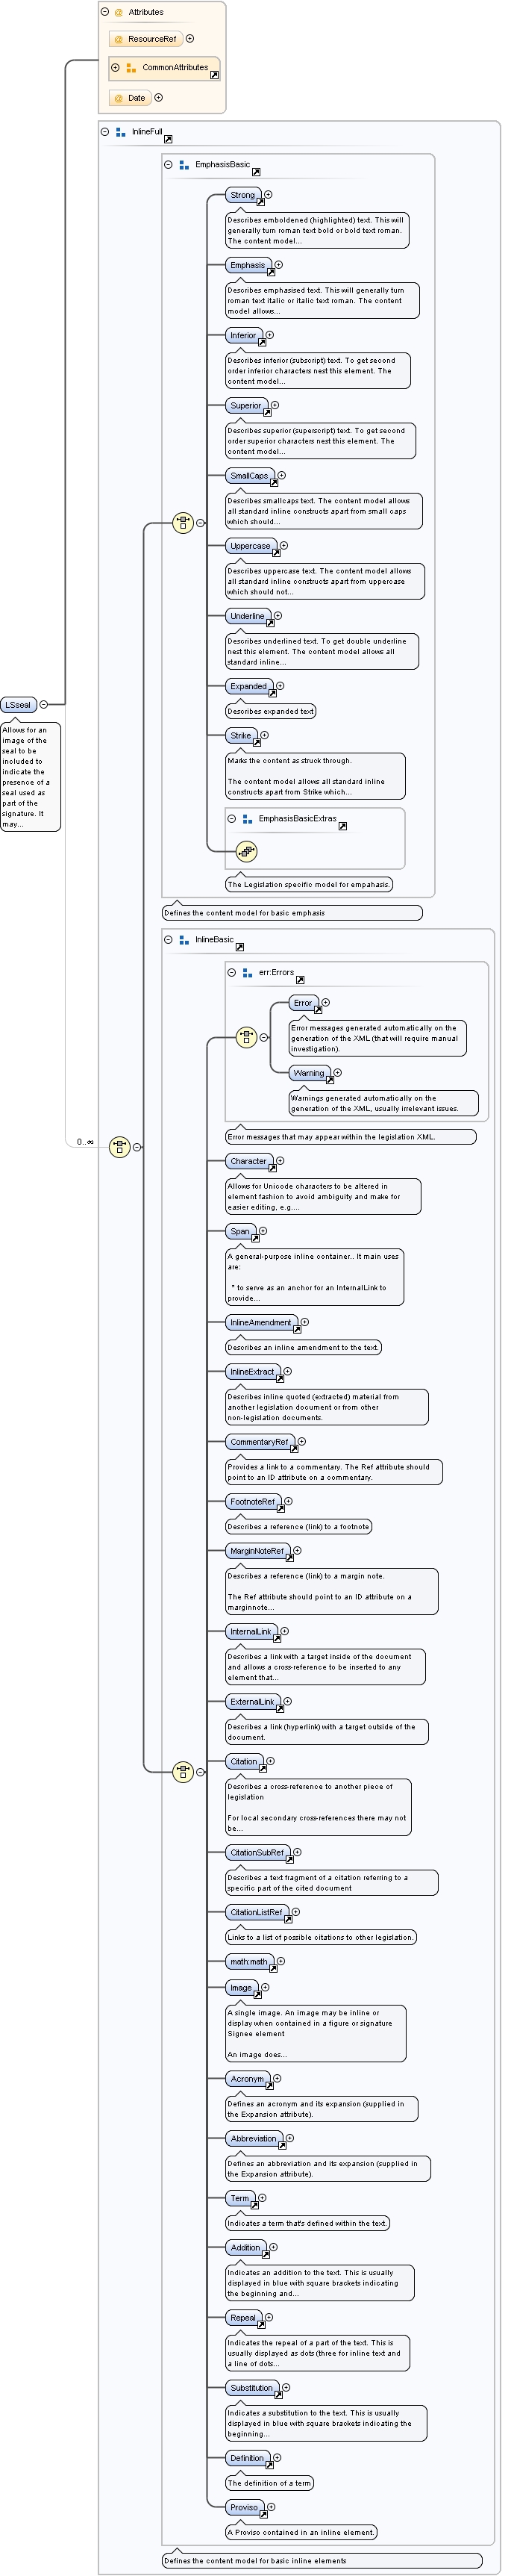 Attributes
ResourceRef
CommonAttributes
Date
InlineFull
EmphasisBasic
Strong
Describes emboldened (highlighted) text. This will
generally turn roman text bold or bold text roman.
The content model...
Emphasis
Describes emphasised text. This will generally turn
roman text italic or italic text roman. The content
model allows...
Inferior
Describes inferior (subscript) text. To get second
order inferior characters nest this element. The
content model...
Superior
Describes superior (superscript) text. To get second
order superior characters nest this element. The
content model...
SmallCaps
Describes smallcaps text. The content model allows
all standard inline constructs apart from small caps
which should...
Uppercase
Describes uppercase text. The content model allows
all standard inline constructs apart from uppercase
which should not...
Underline
Describes underlined text. To get double underline
nest this element. The content model allows all
standard inline...
Expanded
Describes expanded text
Strike
Marks the content as struck through.
The content model allows all standard inline
constructs apart from Strike which...
EmphasisBasicExtras
The Legislation specific model for empahasis.
Defines the content model for basic emphasis
LSseal
Allows for an
image of the
seal to be
included to
indicate the
presence of a
seal used as
part of the
signature. It
may...
InlineBasic
err:Errors
Error
Error messages generated automatically on the
generation of the XML (that will require manual
investigation).
Warning
Warnings generated automatically on the
generation of the XML, usually irrelevant issues.
Error messages that may appear within the legislation XML.
0..∞
Character
Allows for Unicode characters to be altered in
element fashion to avoid ambiguity and make for
easier editing, e.g....
Span
A general-purpose inline container.. It main uses
are:
* to serve as an anchor for an InternalLink to
provide...
InlineAmendment
Describes an inline amendment to the text.
InlineExtract
Describes inline quoted (extracted) material from
another legislation document or from other
non-legislation documents.
CommentaryRef
Provides a link to a commentary. The Ref attribute should
point to an ID attribute on a commentary.
FootnoteRef
Describes a reference (link) to a footnote
MarginNoteRef
Describes a reference (link) to a margin note.
The Ref attribute should point to an ID attribute on a
marginnote...
InternalLink
Describes a link with a target inside of the document
and allows a cross-reference to be inserted to any
element that...
ExternalLink
Describes a link (hyperlink) with a target outside of the
document.
Citation
Describes a cross-reference to another piece of
legislation
For local secondary cross-references there may not
be...
CitationSubRef
Describes a text fragment of a citation referring to a
specific part of the cited document
CitationListRef
Links to a list of possible citations to other legislation.
math:math
Image
A single image. An image may be inline or
display when contained in a figure or signature
Signee element
An image does...
Acronym
Defines an acronym and its expansion (supplied in
the Expansion attribute).
Abbreviation
Defines an abbreviation and its expansion (supplied in
the Expansion attribute).
Term
Indicates a term that's defined within the text.
Addition
Indicates an addition to the text. This is usually
displayed in blue with square brackets indicating
the beginning and...
Repeal
Indicates the repeal of a part of the text. This is
usually displayed as dots (three for inline text and
a line of dots...
Substitution
Indicates a substitution to the text. This is usually
displayed in blue with square brackets indicating the
beginning...
Definition
The definition of a term
Proviso
A Proviso contained in an inline element.
Defines the content model for basic inline elements